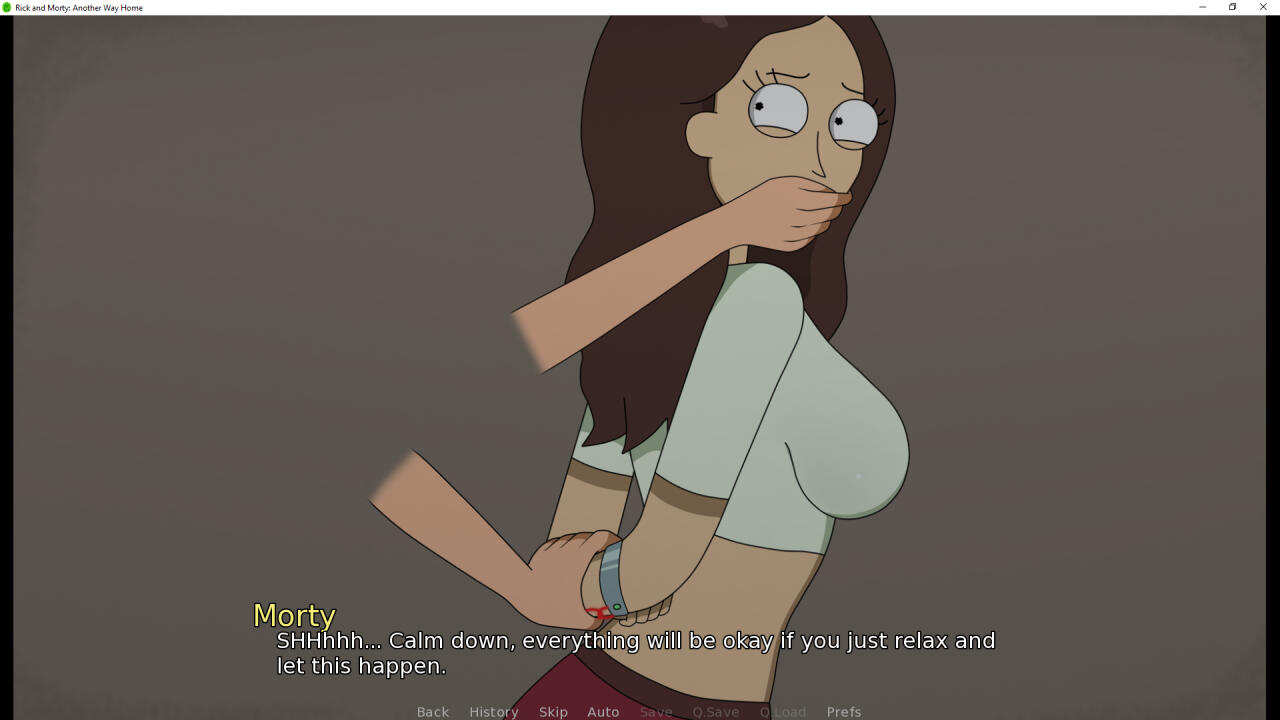 Rick and Morty: Another Way Home
Morty
SHHhhh... Calm down, everything will be okay if you just relax and
let this happen.
Back History Skip Auto Save Q.Save Q.Load Prefs